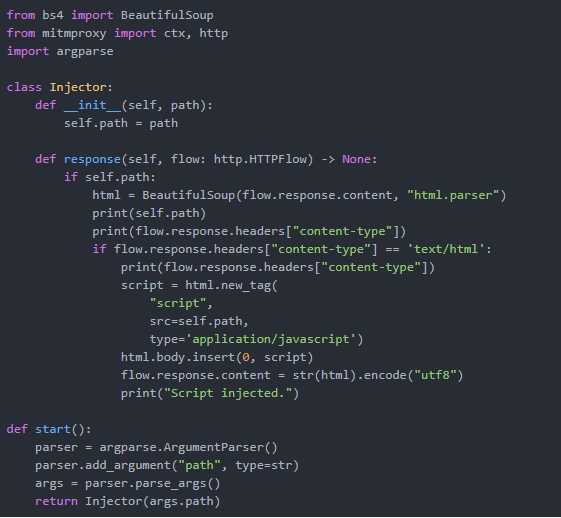 from bs4 import BeautifulSoup
from mitmproxy import ctx, http
import argparse

class Injector:
    def __init__(self, path):
        self.path = path

    def response(self, flow: http.HTTPFlow) -> None:
        if self.path:
            html = BeautifulSoup(flow.response.content, "html.parser")
            print(self.path)
            print(flow.response.headers["content-type"])
            if flow.response.headers["content-type"] == 'text/html':
                print(flow.response.headers["content-type"])
                script = html.new_tag(
                    "script",
                    src=self.path,
                    type='application/javascript')
                html.body.insert(0, script)
                flow.response.content = str(html).encode("utf8")
                print("Script injected.")

def start():
    parser = argparse.ArgumentParser()
    parser.add_argument("path", type=str)
    args = parser.parse_args()
    return Injector(args.path)